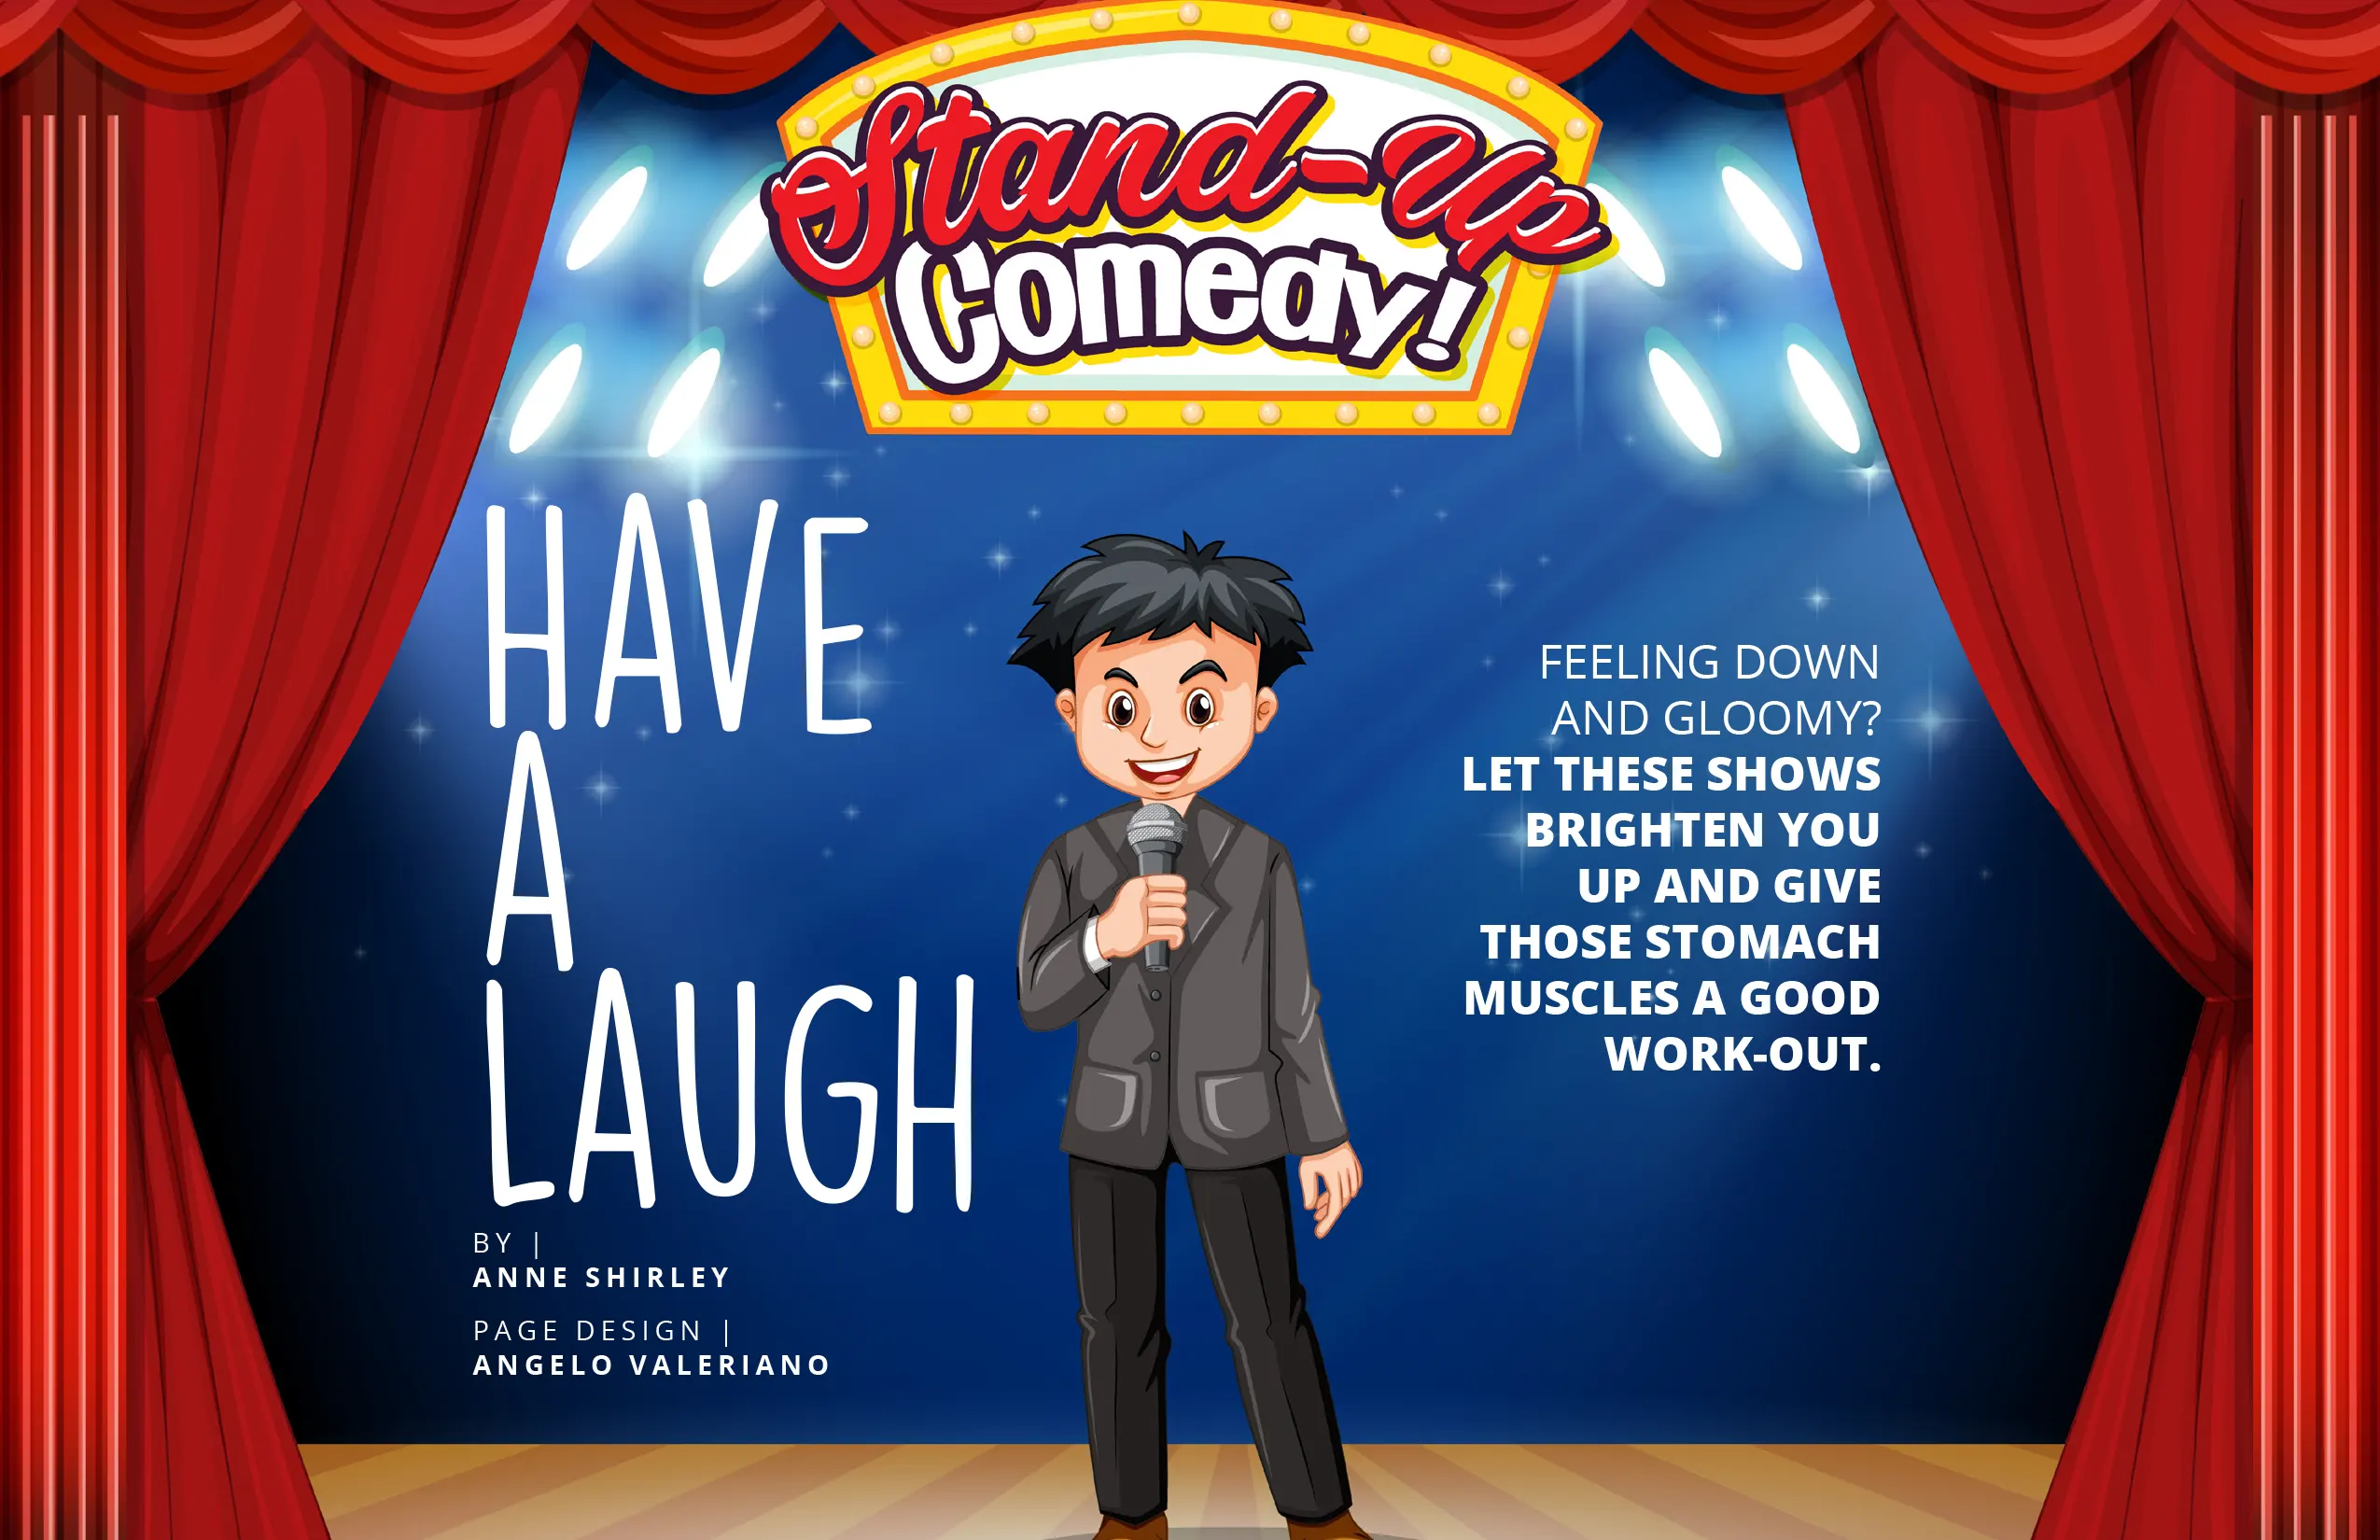 Stand-Up
Comedy!
HAVE
A
LAUGH
BY |
ANNE SHIRLEY
PAGE DESIGN |
ANGELO VALERIANO
FEELING DOWN
AND GLOOMY?
LET THESE SHOWS
BRIGHTEN YOU
UP AND GIVE
THOSE STOMACH
MUSCLES A GOOD
WORK-OUT.